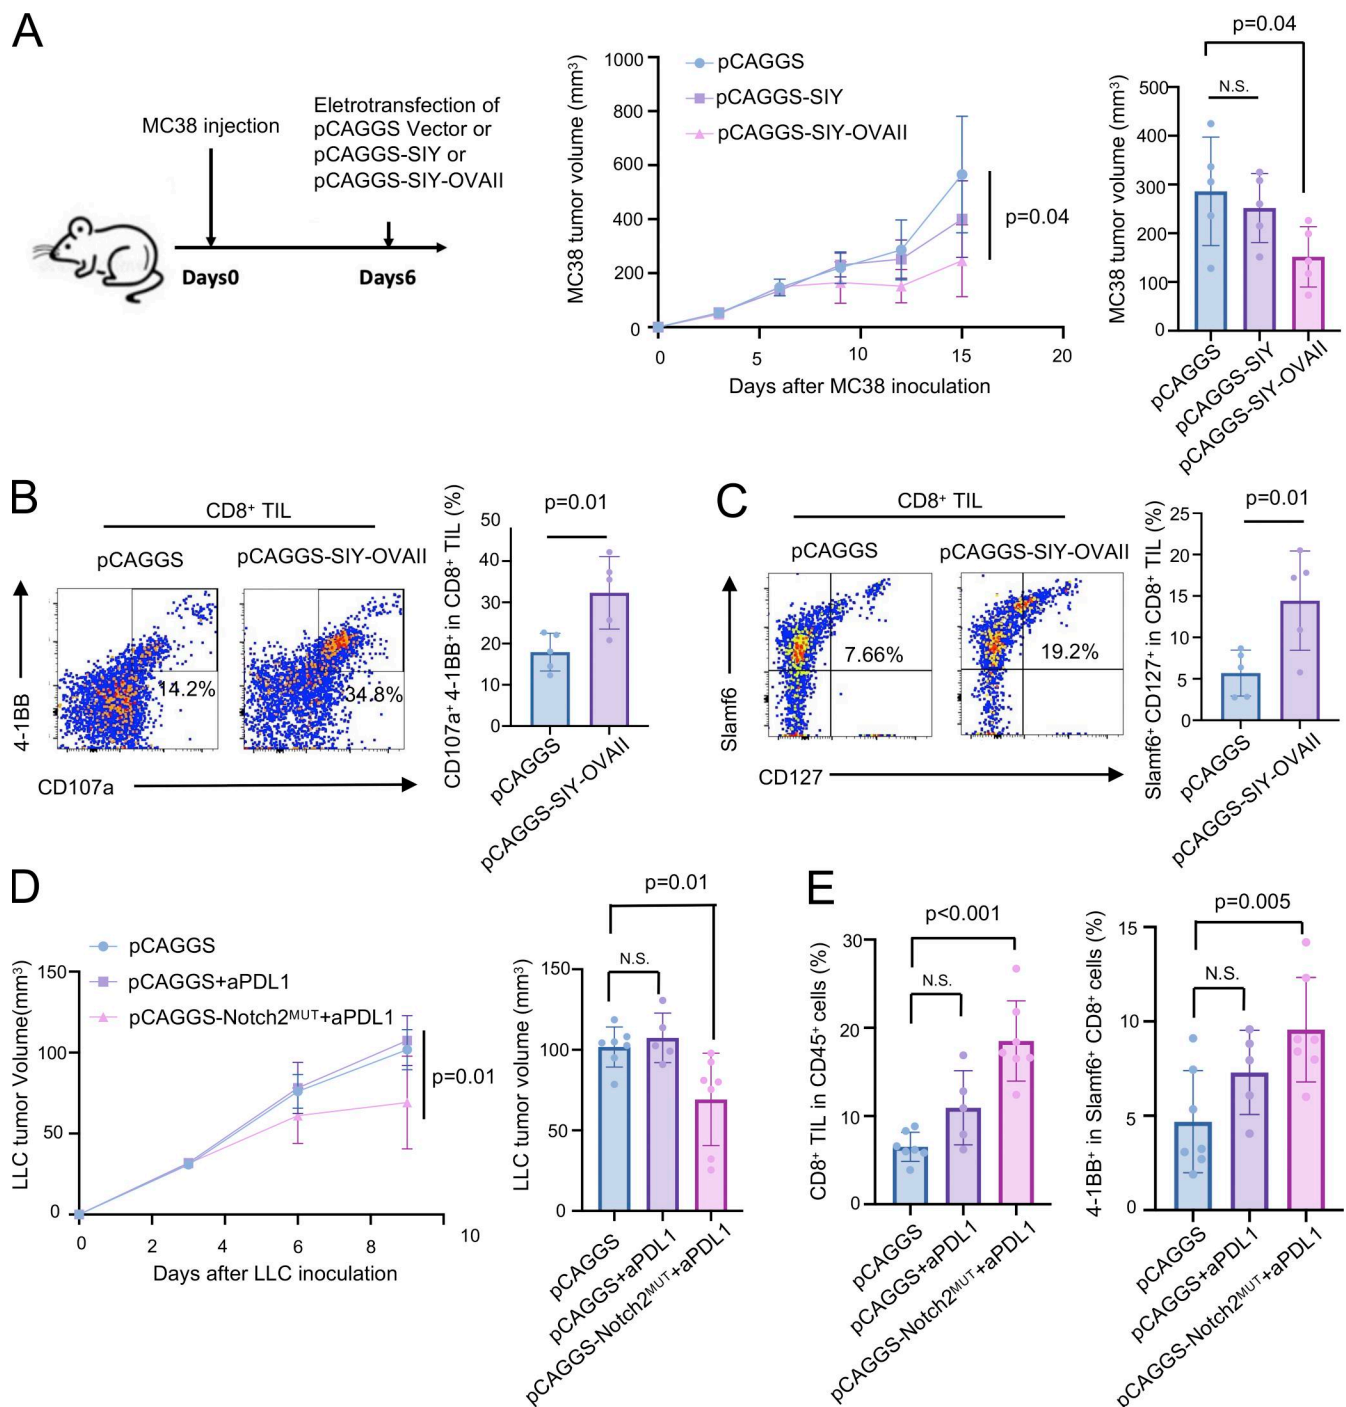 A
MC38 injection
Eletrotransfection of
pCAGGS Vector or
pCAGGS-SIY or
pCAGGS-SIY-OVAII
Days0
Days6
MC38 tumor volume (mm³)
1000
800
600
400
200
0
0
5
10
15
20
Days after MC38 inoculation
pCAGGS
pCAGGS-SIY
pCAGGS-SIY-OVAII
p=0.04
MC38 tumor volume (mm³)
500
400
300
200
100
0
p=0.04
N.S.
pCAGGS
pCAGGS-SIY
pCAGGS-SIY-OVAII
B
CD8⁺ TIL
pCAGGS
pCAGGS-SIY-OVAII
4-1BB
14.2%
34.8%
CD107a
CD107a⁺ 4-1BB⁺ in CD8⁺ TIL (%)
50
40
30
20
10
0
p=0.01
pCAGGS
pCAGGS-SIY-OVAII
C
CD8⁺ TIL
pCAGGS
pCAGGS-SIY-OVAII
Slamf6
7.66%
19.2%
CD127
Slamf6⁺ CD127⁺ in CD8⁺ TIL (%)
25
20
15
10
5
0
p=0.01
pCAGGS
pCAGGS-SIY-OVAII
D
pCAGGS
pCAGGS+aPDL1
pCAGGS-Notch2ᴹᵁᵀ+aPDL1
LLC tumor Volume(mm³)
150
100
50
0
0
2
4
6
8
10
Days after LLC inoculation
p=0.01
LLC tumor volume (mm³)
150
100
50
0
p=0.01
N.S.
pCAGGS
pCAGGS+aPDL1
pCAGGS-Notch2ᴹᵁᵀ+aPDL1
E
CD8⁺ TIL in CD45⁺ cells (%)
30
20
10
0
p<0.001
N.S.
pCAGGS
pCAGGS+aPDL1
pCAGGS-Notch2ᴹᵁᵀ+aPDL1
4-1BB⁺ in Slamf6⁺ CD8⁺ cells (%)
15
10
5
0
p=0.005
N.S.
pCAGGS
pCAGGS+aPDL1
pCAGGS-Notch2ᴹᵁᵀ+aPDL1